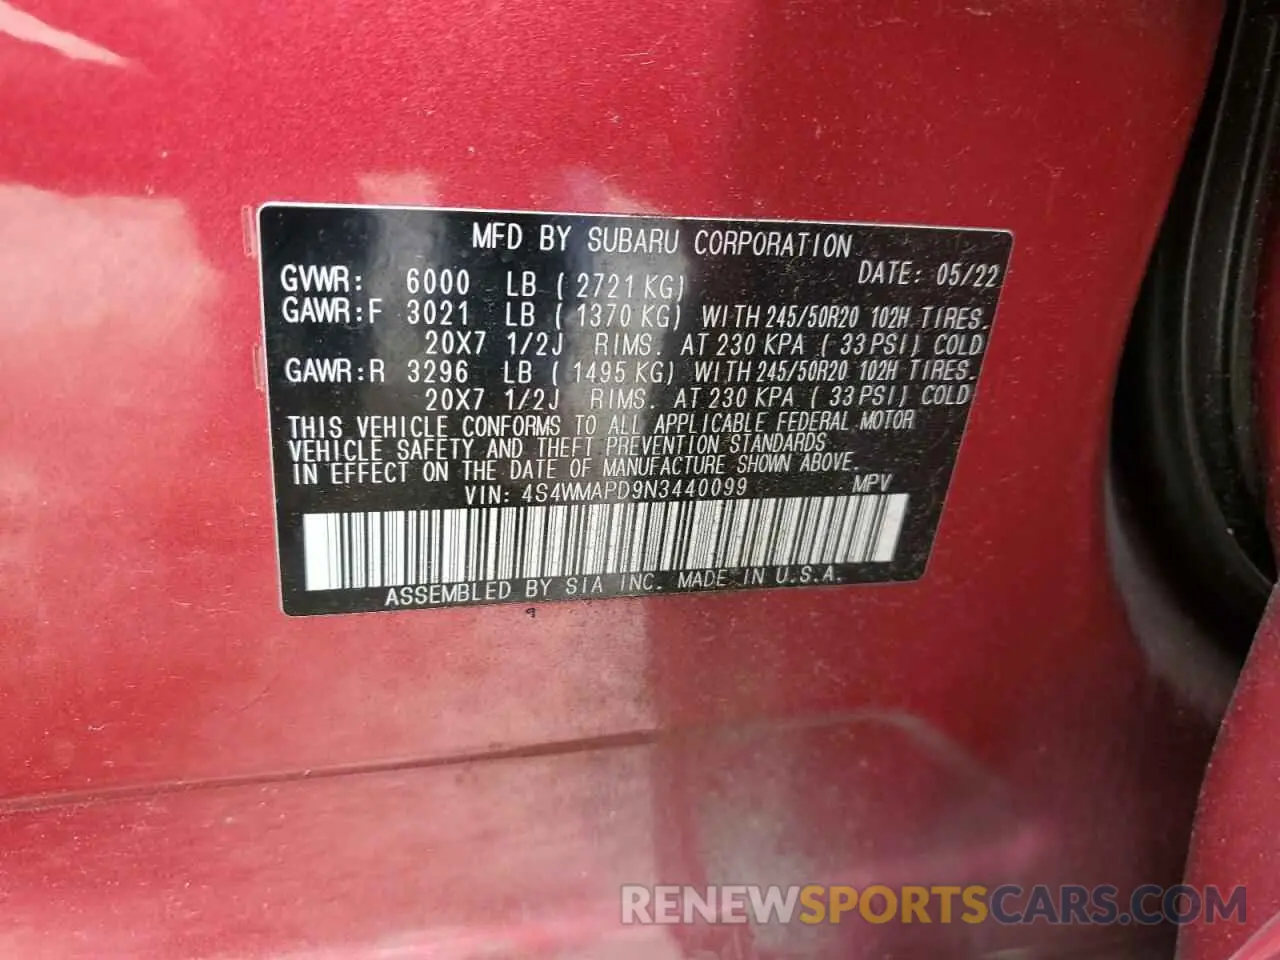 MFD BY SUBARU CORPORATION
DATE: 05/22
GVWR: 6000 LB ( 2721 KG)
GAWR:F 3021 LB ( 1370 KG) WITH 245/50R20 102H TIRES.
20X7 1/2J RIMS. AT 230 KPA ( 33 PSI) COLD
GAWR:R 3296 LB ( 1495 KG) WITH 245/50R20 102H TIRES.
20X7 1/2J RIMS. AT 230 KPA ( 33 PSI) COLD
THIS VEHICLE CONFORMS TO ALL APPLICABLE FEDERAL MOTOR
VEHICLE SAFETY AND THEFT PREVENTION STANDARDS
IN EFFECT ON THE DATE OF MANUFACTURE SHOWN ABOVE.
VIN: 4S4WMAPD9N3440099 MPV
ASSEMBLED BY SIA INC. MADE IN U.S.A.
RENEWSPORTSCARS.COM